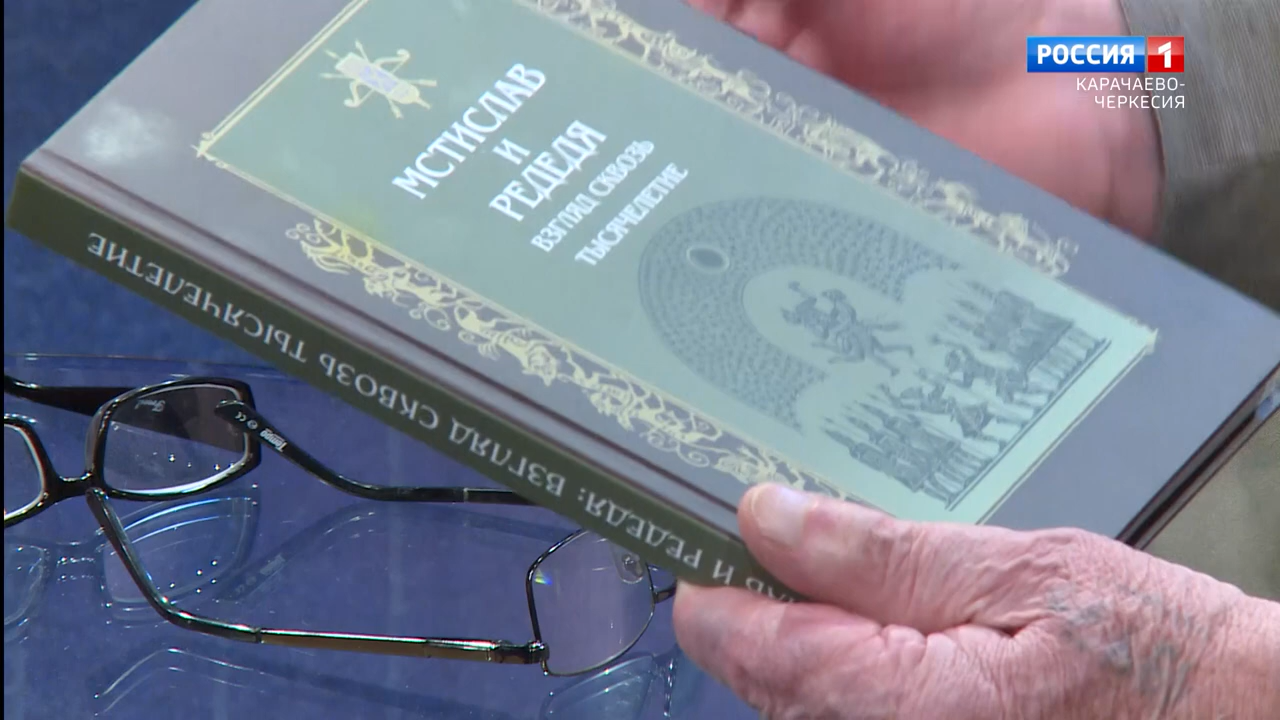 РОССИЯ 1
КАРАЧАЕВО-
ЧЕРКЕСИЯ
МСТИСЛАВ
И
РЕДЕДЯ
ВЗГЛЯД СКВОЗЬ
ТЫСЯЧЕЛЕТИЕ
И РЕДЕДЯ: ВЗГЛЯД СКВОЗЬ ТЫСЯЧЕЛЕТИЕ